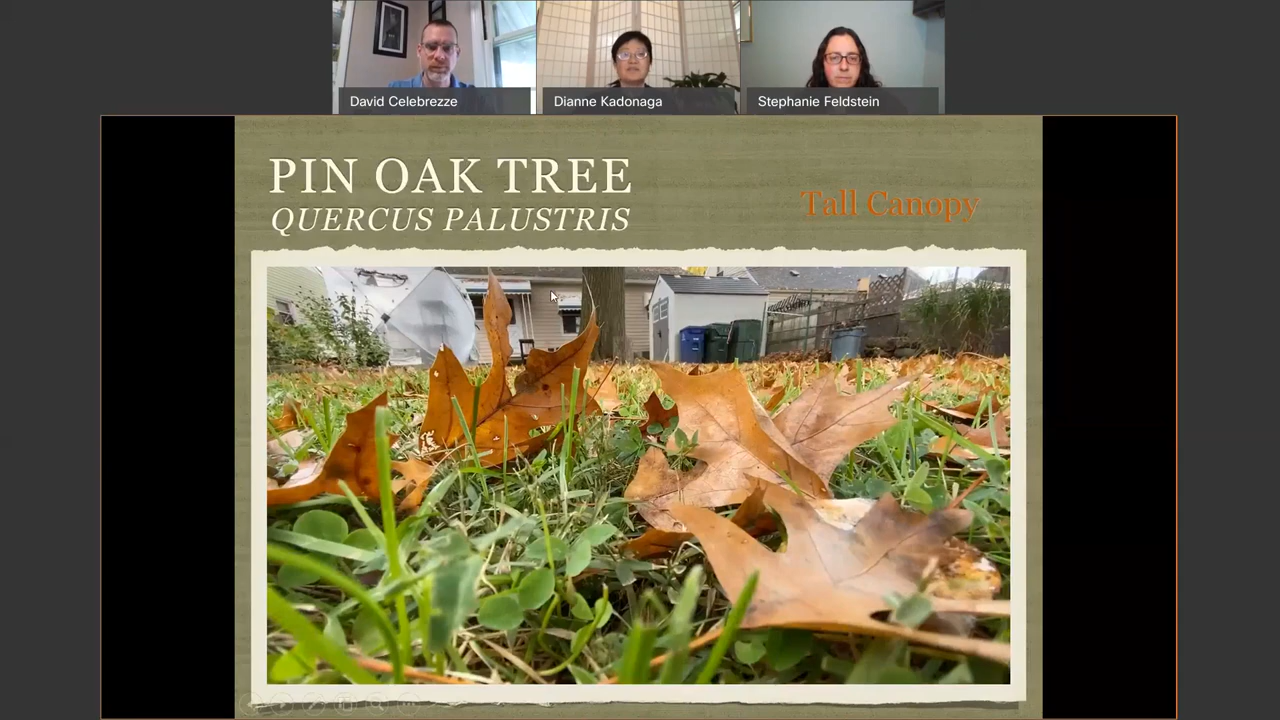 David Celebrezze
Dianne Kadonaga
Stephanie Feldstein
PIN OAK TREE
QUERCUS PALUSTRIS
Tall Canopy